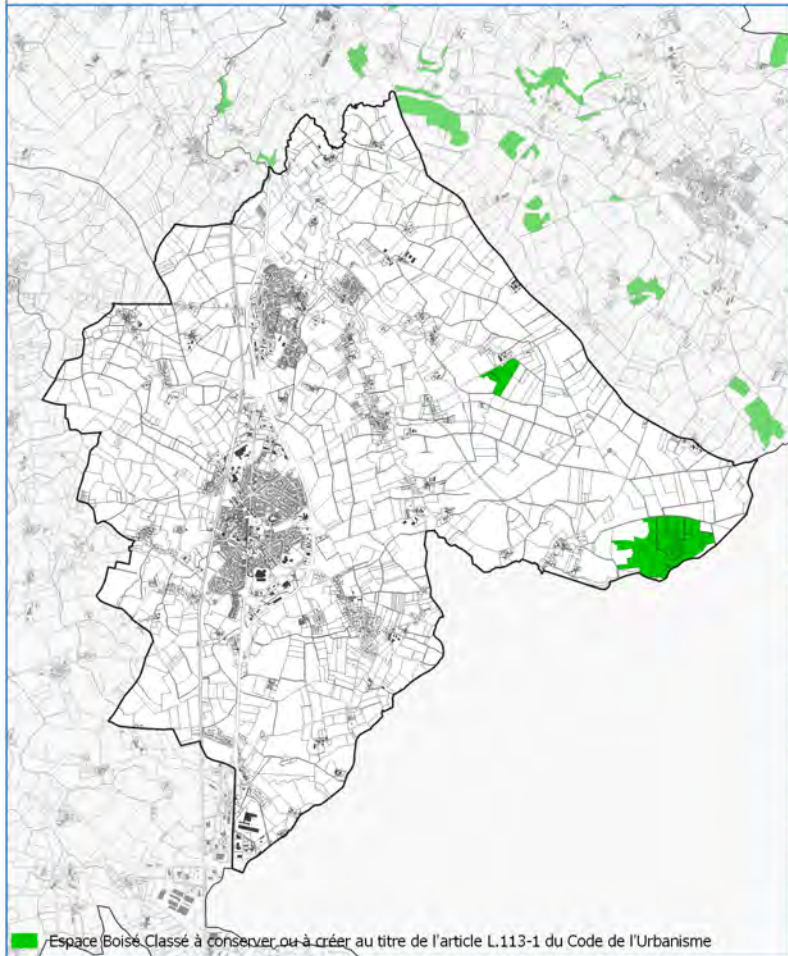 Espace Boisé Classé à conserver ou à créer au titre de l'article L.113-1 du Code de l'Urbanisme